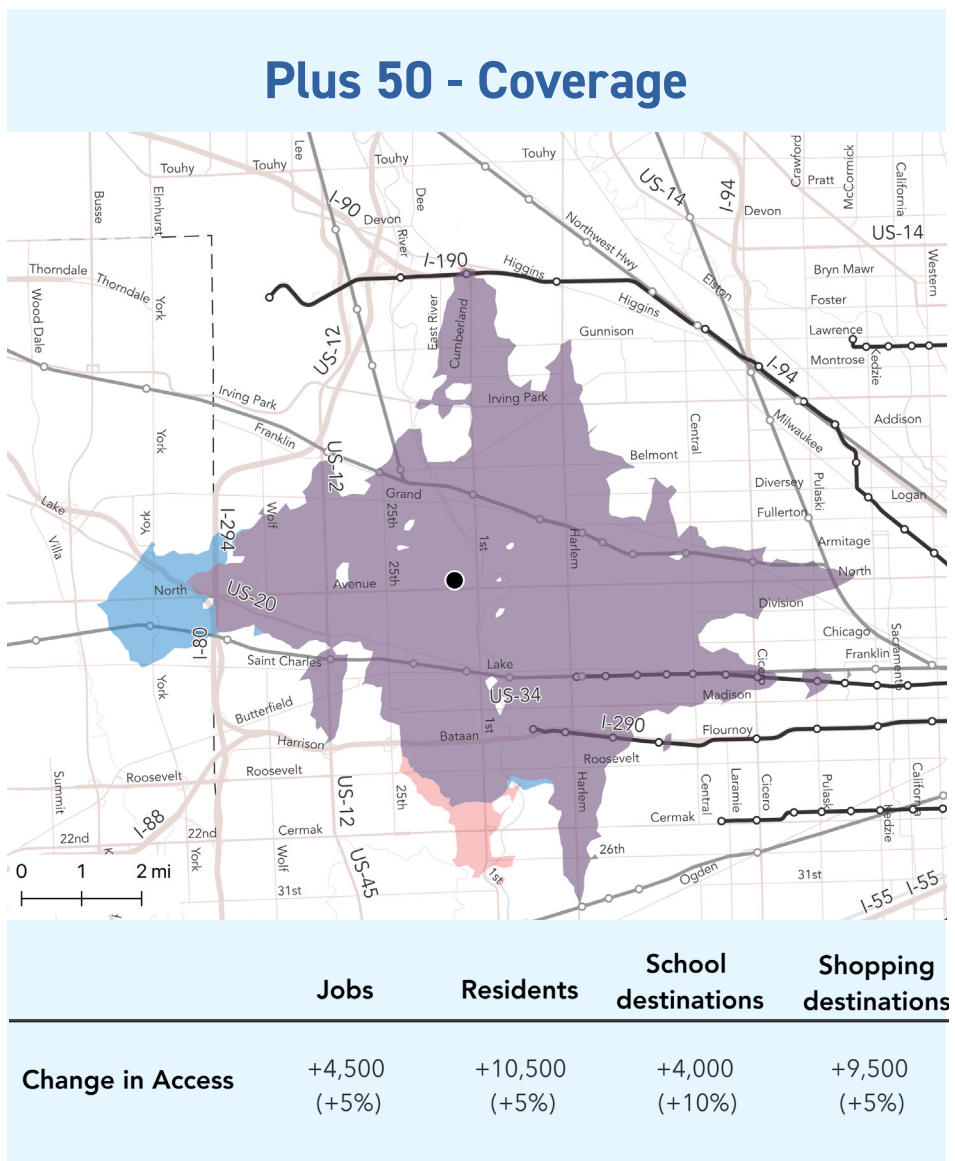 Plus 50 - Coverage
Touhy
Touhy
Lee
Touhy
Touhy
US-14
I-94
Crawford
Pratt
McCormick
California
Busse
Elmhurst
I-90
Devon
Dee
River
Northwest Hwy
Devon
US-14
Thorndale
Thorndale
Wood Dale
York
I-190
Higgins
Higgins
Elston
Bryn Mawr
Western
Foster
East River
Cumberland
US-12
Gunnison
Lawrence
Montrose
Kedzie
I-94
Irving Park
Irving Park
Franklin
York
US-12
Central
Milwaukee
Addison
Belmont
Grand
25th
Diversey
Pulaski
Logan
Fullerton
Lake
York
I-294
Wolf
Villa
1st
Harlem
Armitage
North
25th
Avenue
North
US-20
Division
I-80
Chicago
Sacramento
Franklin
Saint Charles
Lake
Cicero
York
US-34
Madison
Butterfield
1st
I-290
Flournoy
Harrison
Bataan
Roosevelt
Summit
Roosevelt
Roosevelt
US-12
25th
Harlem
Central
Laramie
Cicero
Pulask
California
Kedzie
I-88
22nd
22nd
Cermak
Cermak
K
York
Wolf
US-45
1st
26th
Ogden
31st
31st
I-55
I-55
0 1 2 mi
Jobs
Residents
School
destinations
Shopping
destinations
Change in Access
+4,500
(+5%)
+10,500
(+5%)
+4,000
(+10%)
+9,500
(+5%)